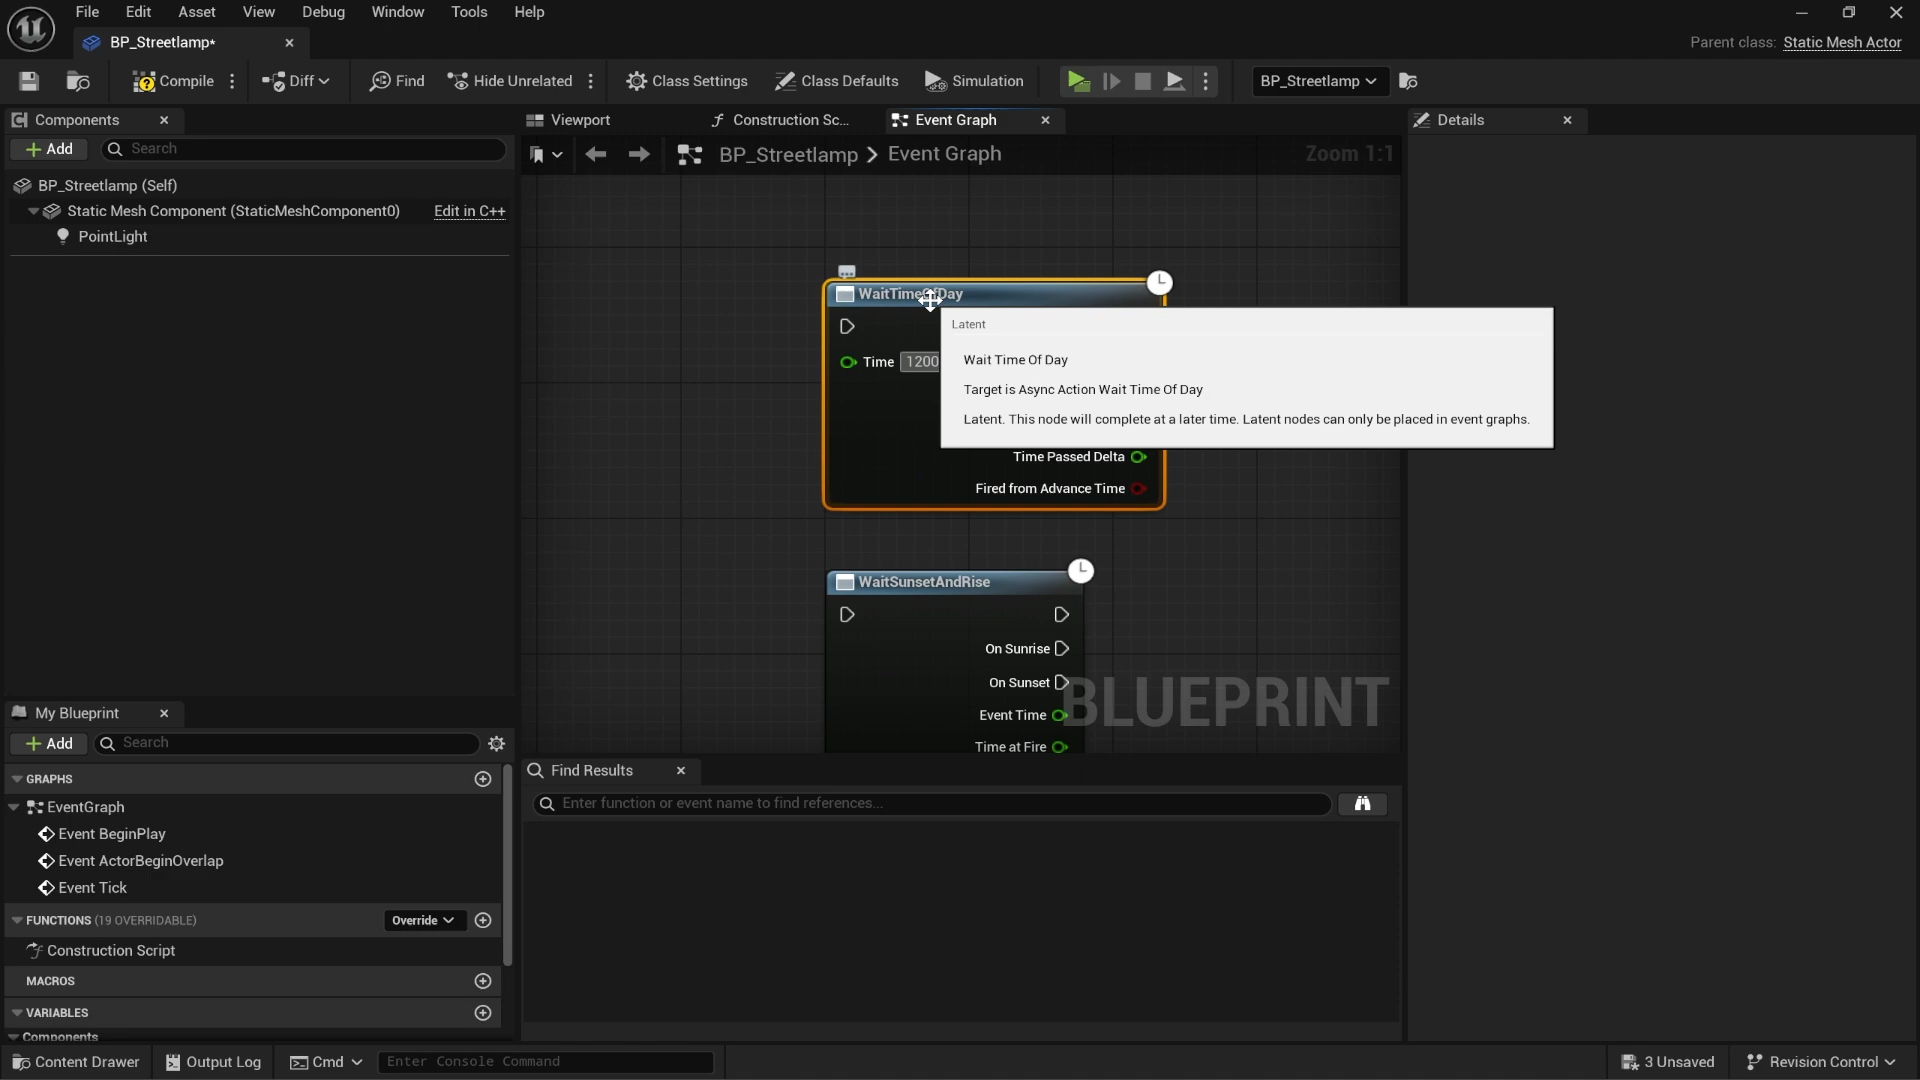 File Edit Asset View Debug Window Tools Help
BP_Streetlamp*
Parent class: Static Mesh Actor
Compile Diff Find Hide Unrelated Class Settings Class Defaults Simulation BP_Streetlamp
Components
Viewport Construction Sc... Event Graph
Details
Add Search
BP_Streetlamp > Event Graph
Zoom 1:1
BP_Streetlamp (Self)
Static Mesh Component (StaticMeshComponent0) Edit in C++
PointLight
WaitTimeOfDay
Time 1200
Latent
Wait Time Of Day
Target is Async Action Wait Time Of Day
Latent. This node will complete at a later time. Latent nodes can only be placed in event graphs.
Time Passed Delta
Fired from Advance Time
WaitSunsetAndRise
On Sunrise
On Sunset
Event Time
Time at Fire
BLUEPRINT
My Blueprint
Add Search
GRAPHS
EventGraph
Event BeginPlay
Event ActorBeginOverlap
Event Tick
FUNCTIONS (19 OVERRIDABLE) Override
Construction Script
MACROS
VARIABLES
Components
Find Results
Enter function or event name to find references...
Content Drawer Output Log Cmd Enter Console Command
3 Unsaved Revision Control